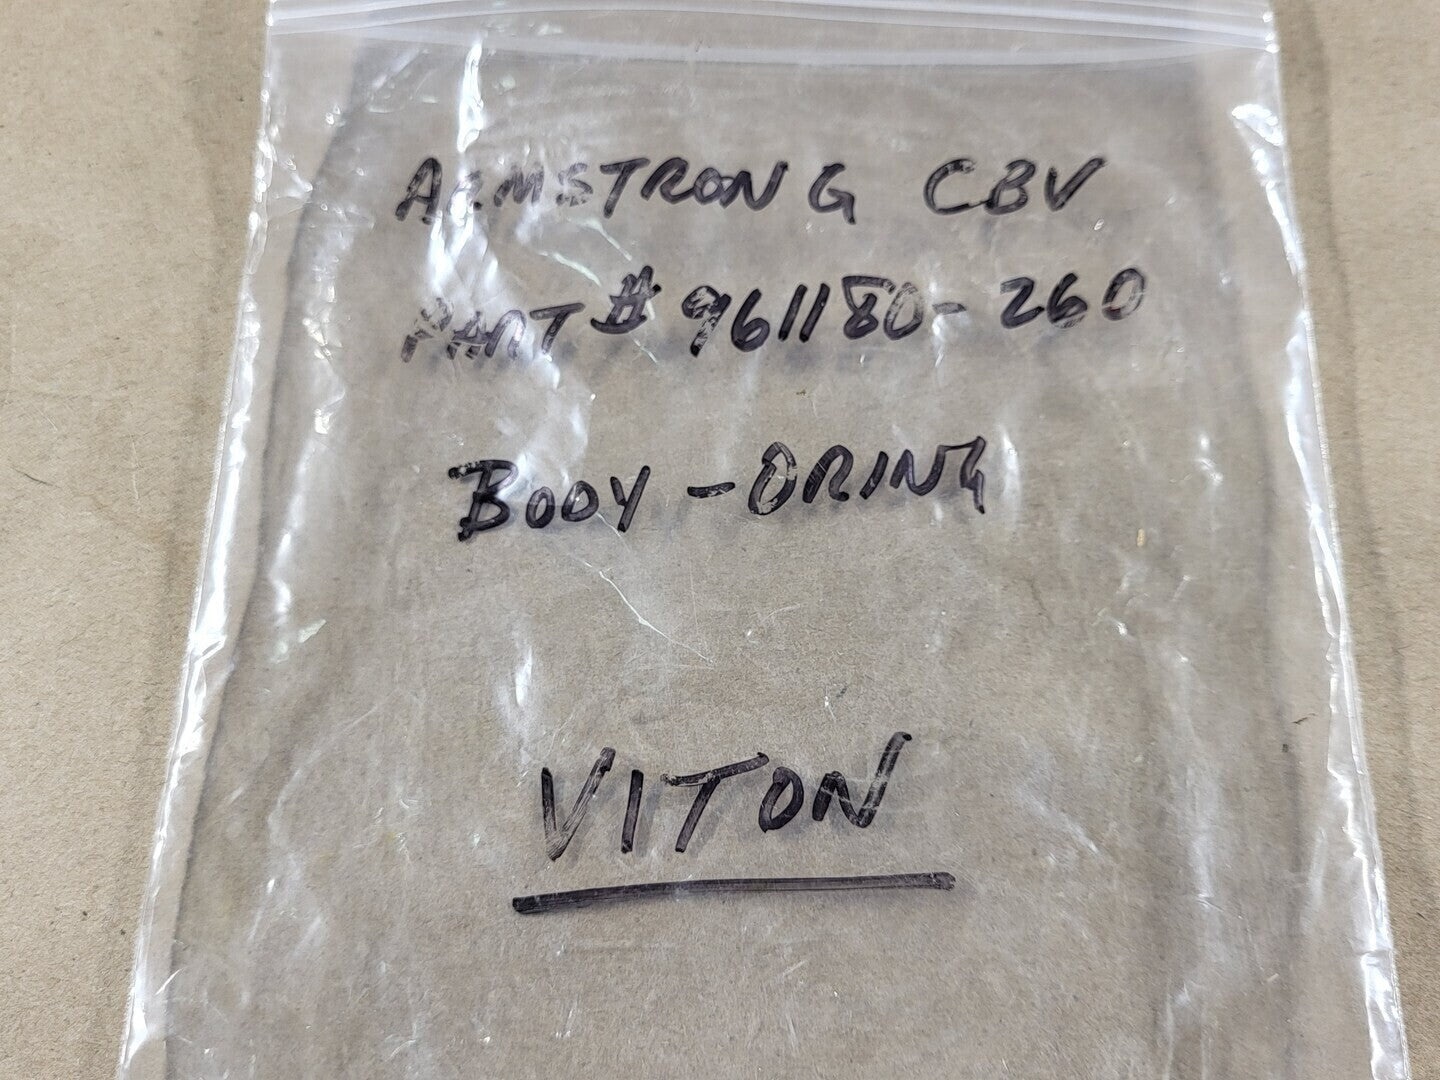 ARMSTRONG CBV
PART # 961180-260
BODY - ORING
VITON